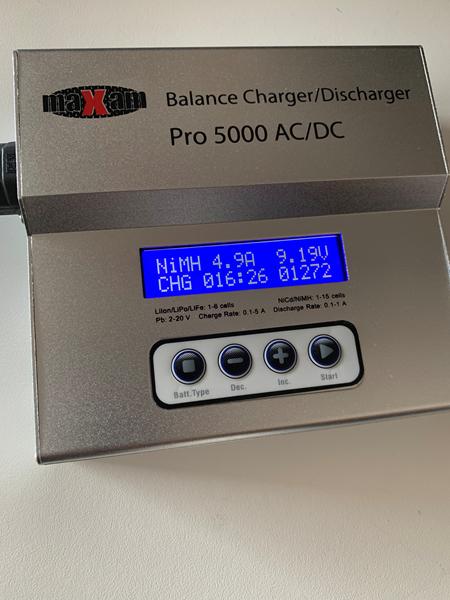 maXam
Balance Charger/Discharger
Pro 5000 AC/DC
NiMH 4.9A 9.19V
CHG 016:26 01272
LiIon/LiPo/LiFe: 1-6 cells NiCd/NiMH: 1-15 cells
Pb: 2-20 V Charge Rate: 0.1-5 A Discharge Rate: 0.1-1 A
Batt.Type Dec. Inc. Start